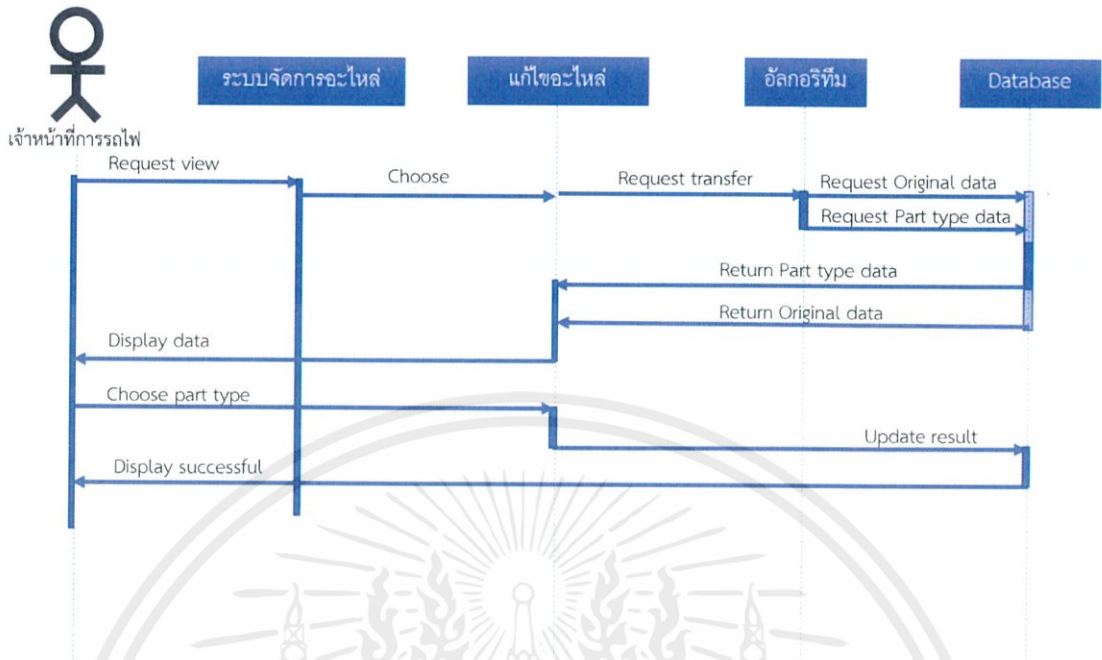 ระบบจัดการอะไหล่
แก้ไขอะไหล่
อัลกอริทึม
Database
เจ้าหน้าที่การรถไฟ
Request view
Choose
Request transfer
Request Original data
Request Part type data
Return Part type data
Return Original data
Display data
Choose part type
Update result
Display successful